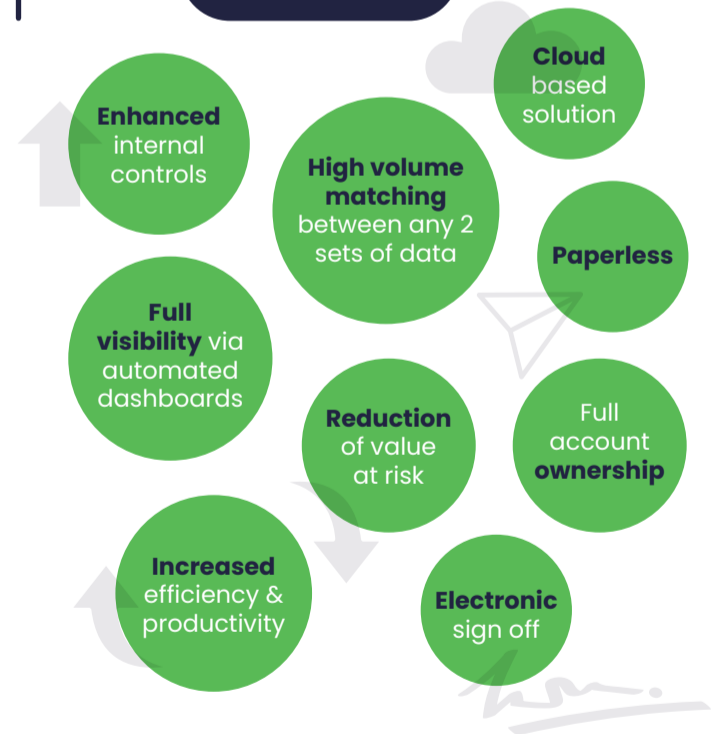 Cloud
based
solution
Enhanced
internal
controls
High volume
matching
between any 2
sets of data
Paperless
Full
visibility via
automated
dashboards
Reduction
of value
at risk
Full
account
ownership
Increased
efficiency &
productivity
Electronic
sign off